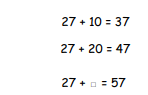 27 + 10 = 37
27 + 20 = 47
27 + □ = 57